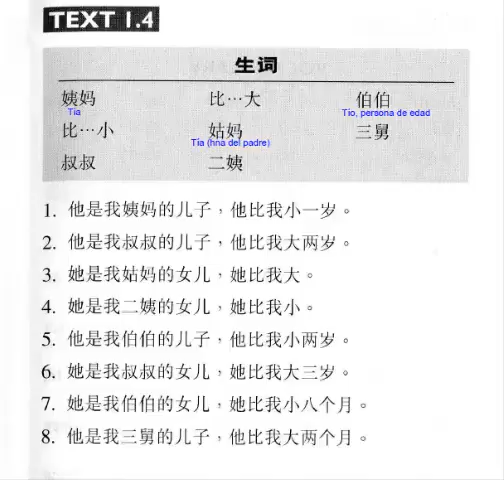 TEXT 1.4
生词
姨妈 比…大 伯伯
Tía Tío, persona de edad
比…小 姑妈 三舅
Tía (hna del padre)
叔叔 二姨
1. 他是我姨妈的儿子，他比我小一岁。
2. 他是我叔叔的儿子，他比我大两岁。
3. 她是我姑妈的女儿，她比我大。
4. 她是我二姨的女儿，她比我小。
5. 他是我伯伯的儿子，他比我小两岁。
6. 她是我叔叔的女儿，她比我大三岁。
7. 她是我伯伯的女儿，她比我小八个月。
8. 他是我三舅的儿子，他比我大两个月。